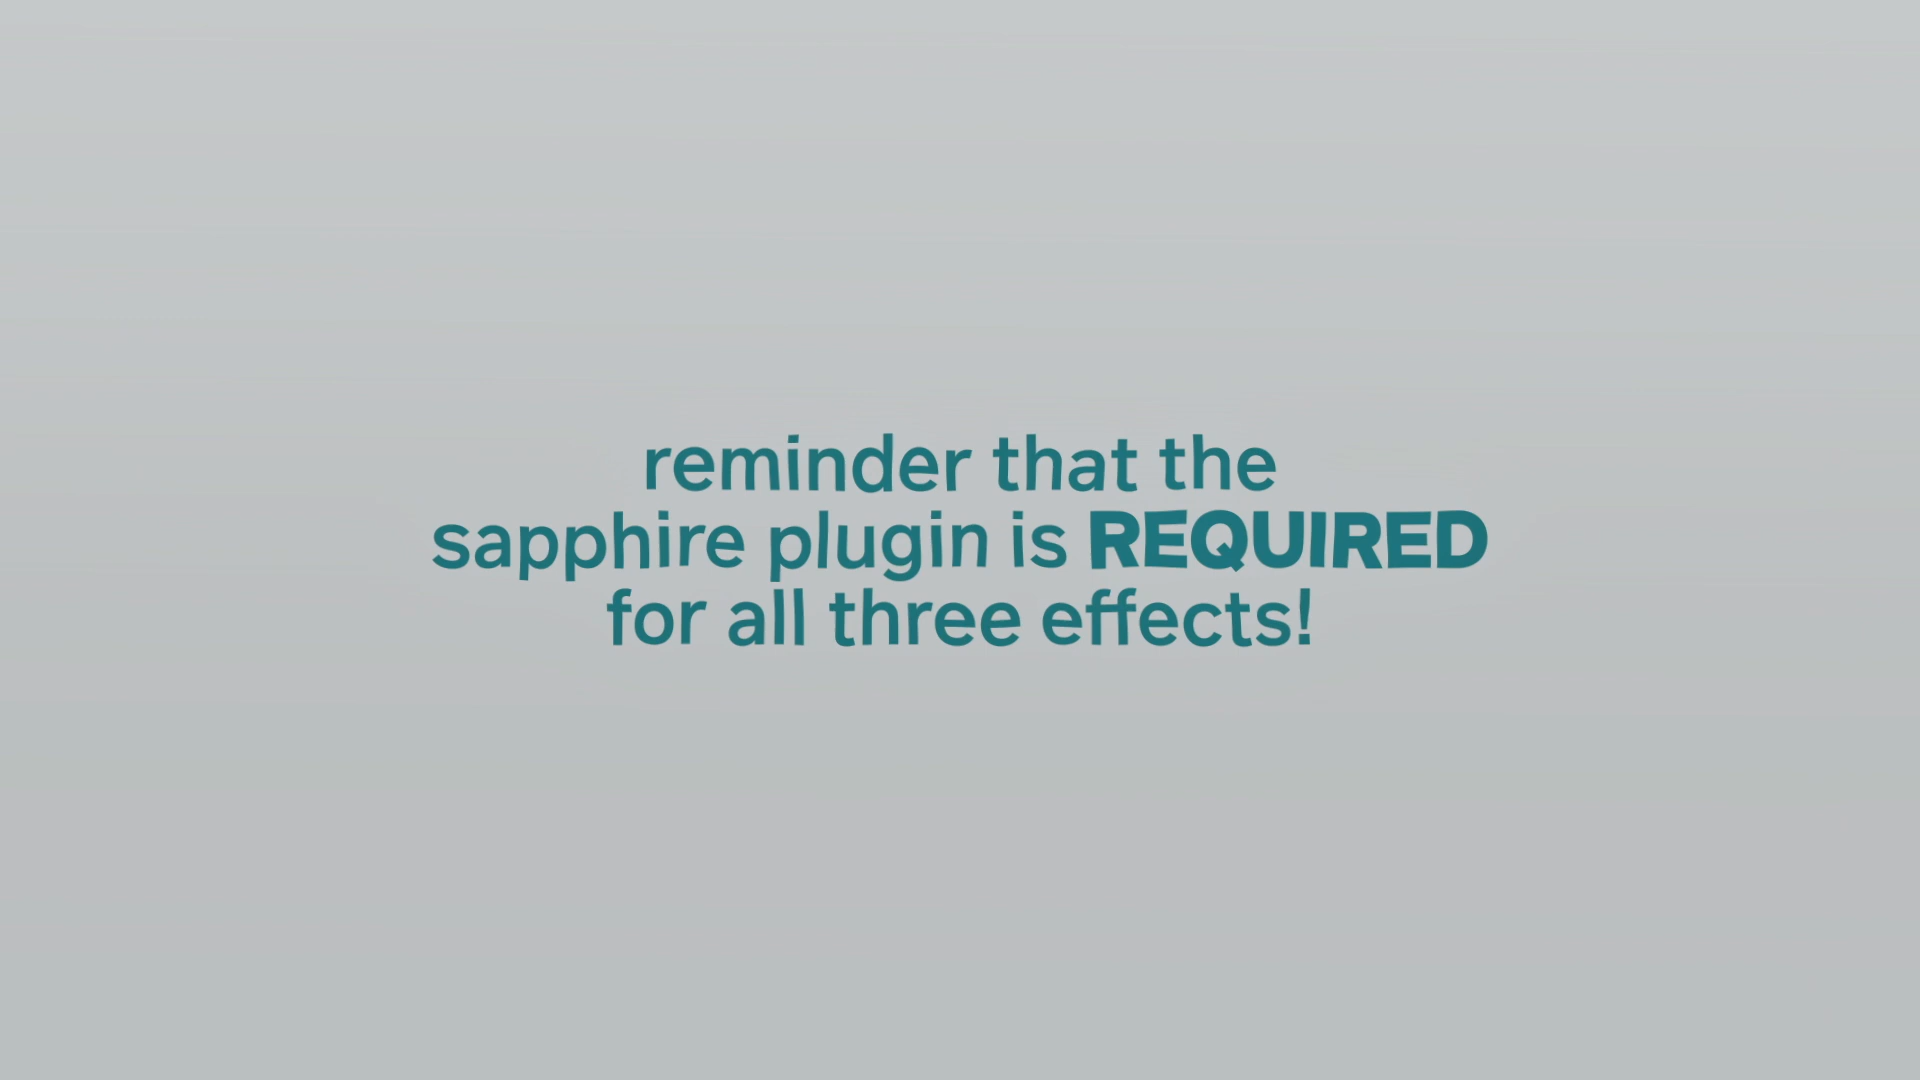 reminder that the
sapphire plugin is REQUIRED
for all three effects!